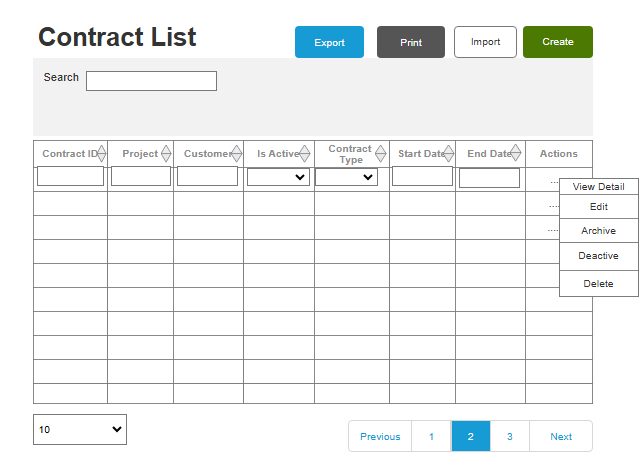 Contract List
Export
Print
Import
Create
Search
Contract ID
Project
Customer
Is Active
Contract
Type
Start Date
End Date
Actions
...
View Detail
....
Edit
....
Archive
Deactive
Delete
10
Previous
1
2
3
Next